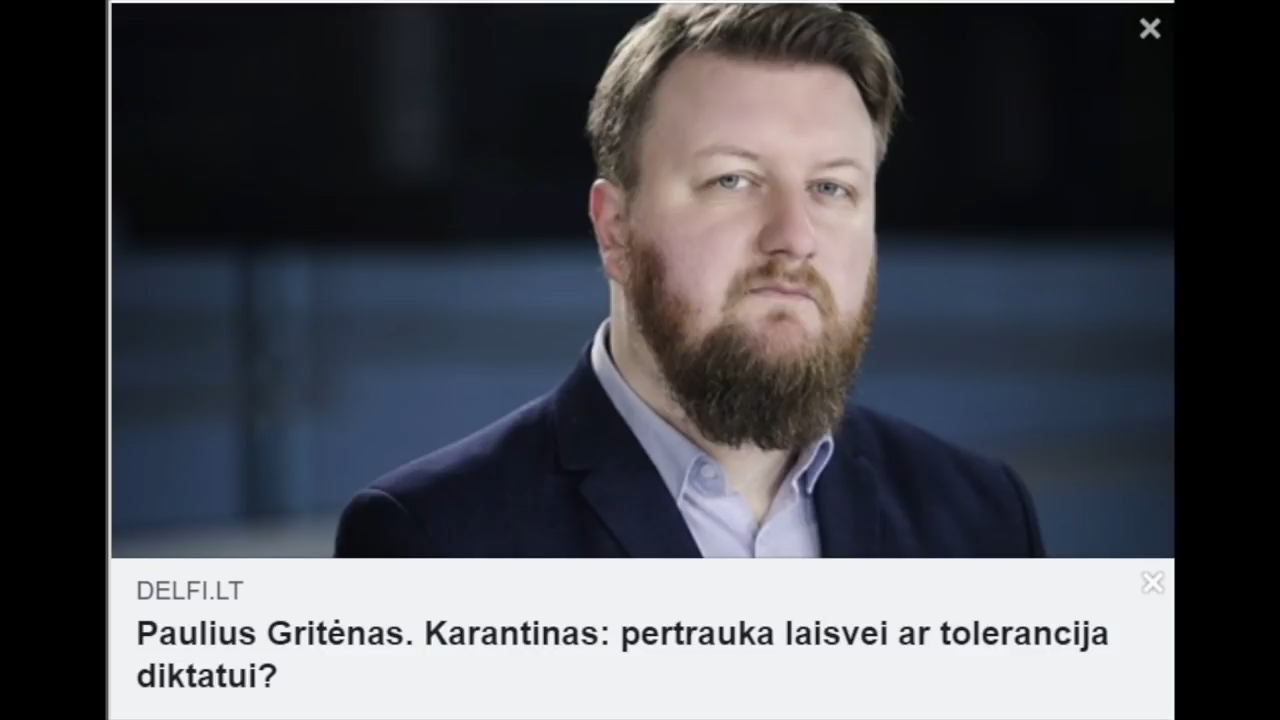 DELFI.LT
Paulius Gritėnas. Karantinas: pertrauka laisvei ar tolerancija
diktatui?